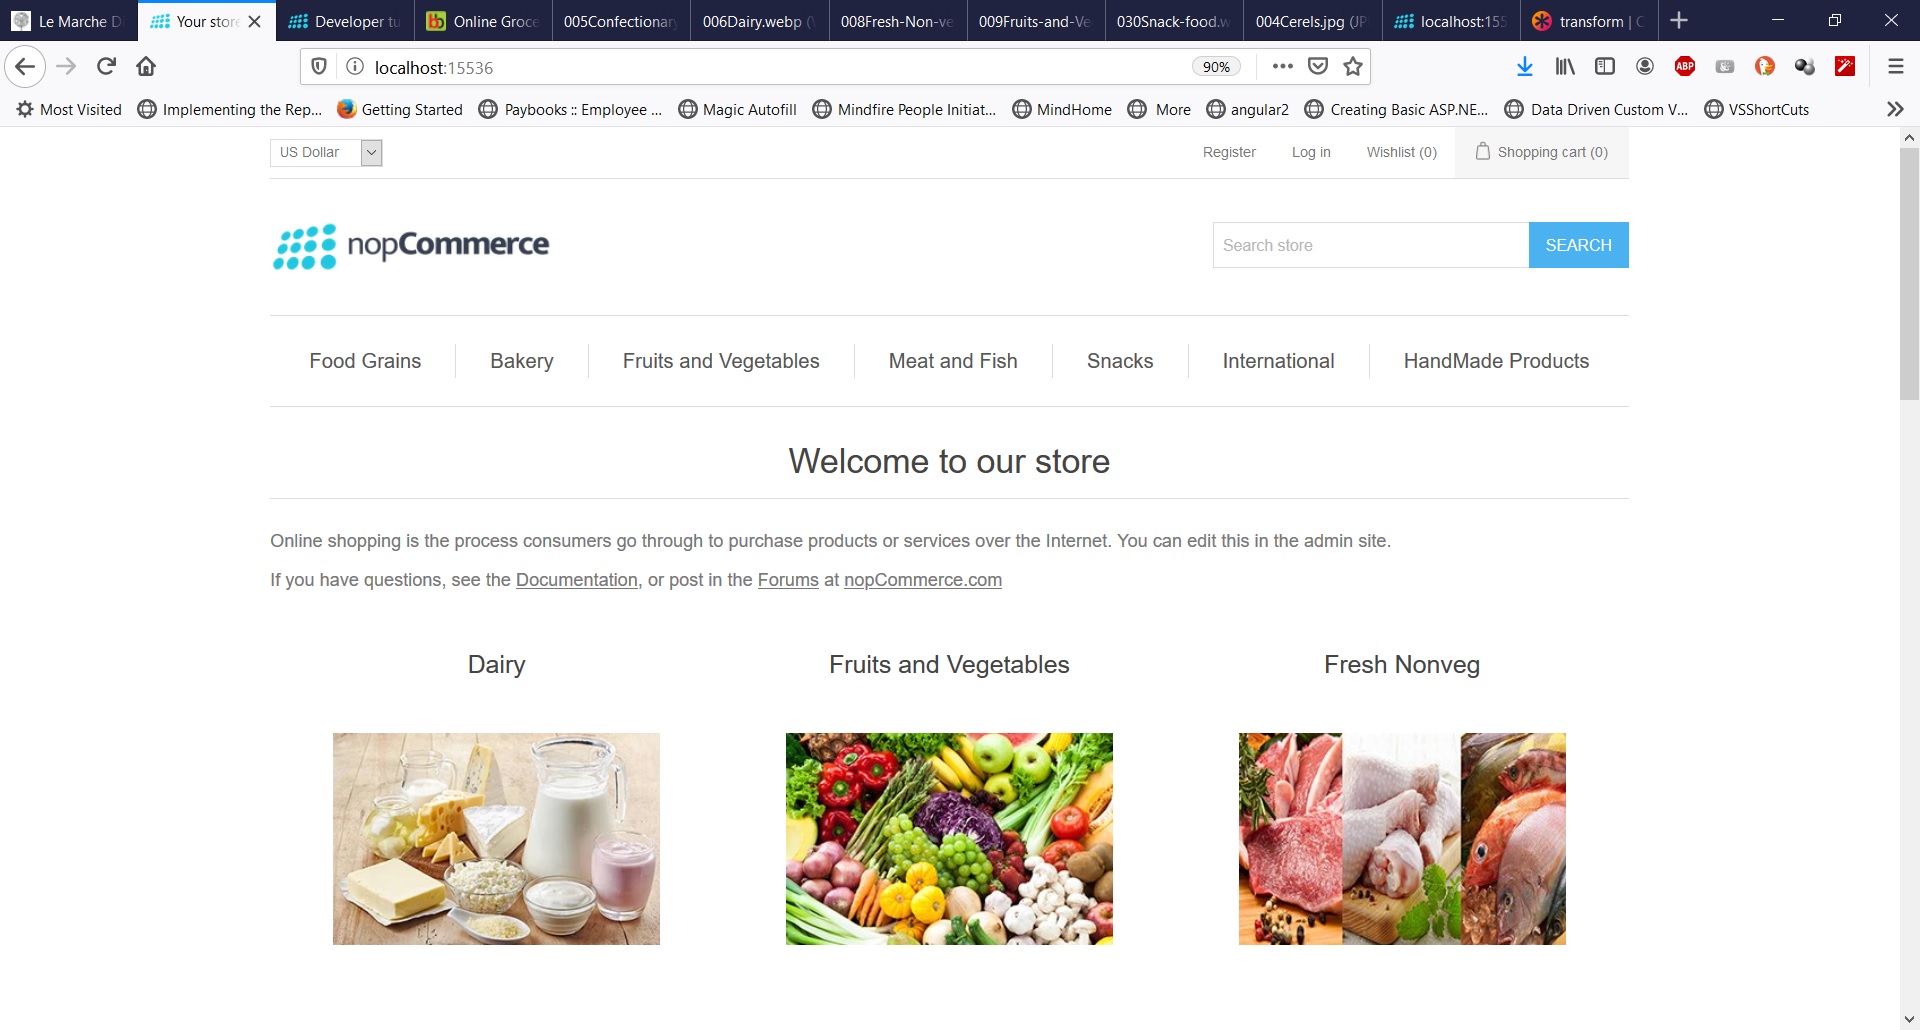 Le Marche D
Your store
Developer tu
Online Groce
005Confectionary
006Dairy.webp (
008Fresh-Non-ve
009Fruits-and-Ve
030Snack-food.w
004Cerels.jpg (JP
localhost:155
transform | C
localhost:15536
90%
ABP
Most Visited
Implementing the Rep...
Getting Started
Paybooks :: Employee ...
Magic Autofill
Mindfire People Initiat...
MindHome
More
angular2
Creating Basic ASP.NE...
Data Driven Custom V...
VSShortCuts
US Dollar
Register
Log in
Wishlist (0)
Shopping cart (0)
nopCommerce
Search store
SEARCH
Food Grains
Bakery
Fruits and Vegetables
Meat and Fish
Snacks
International
HandMade Products
Welcome to our store
Online shopping is the process consumers go through to purchase products or services over the Internet. You can edit this in the admin site.
If you have questions, see the Documentation, or post in the Forums at nopCommerce.com
Dairy
Fruits and Vegetables
Fresh Nonveg